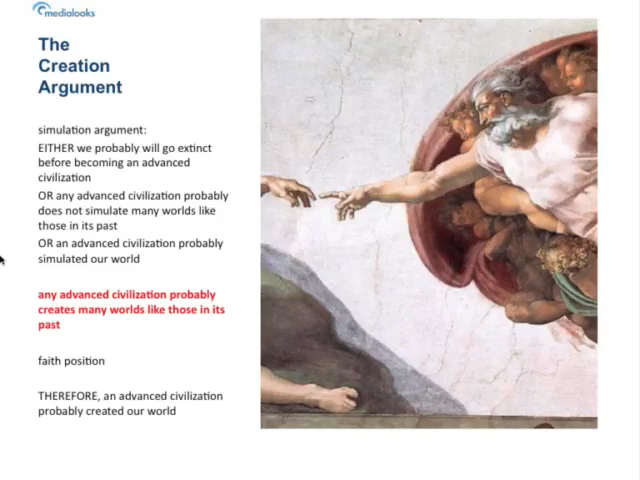 medialooks
The
Creation
Argument
simulation argument:
EITHER we probably will go extinct
before becoming an advanced
civilization
OR any advanced civilization probably
does not simulate many worlds like
those in its past
OR an advanced civilization probably
simulated our world
any advanced civilization probably
creates many worlds like those in its
past
faith position
THEREFORE, an advanced civilization
probably created our world